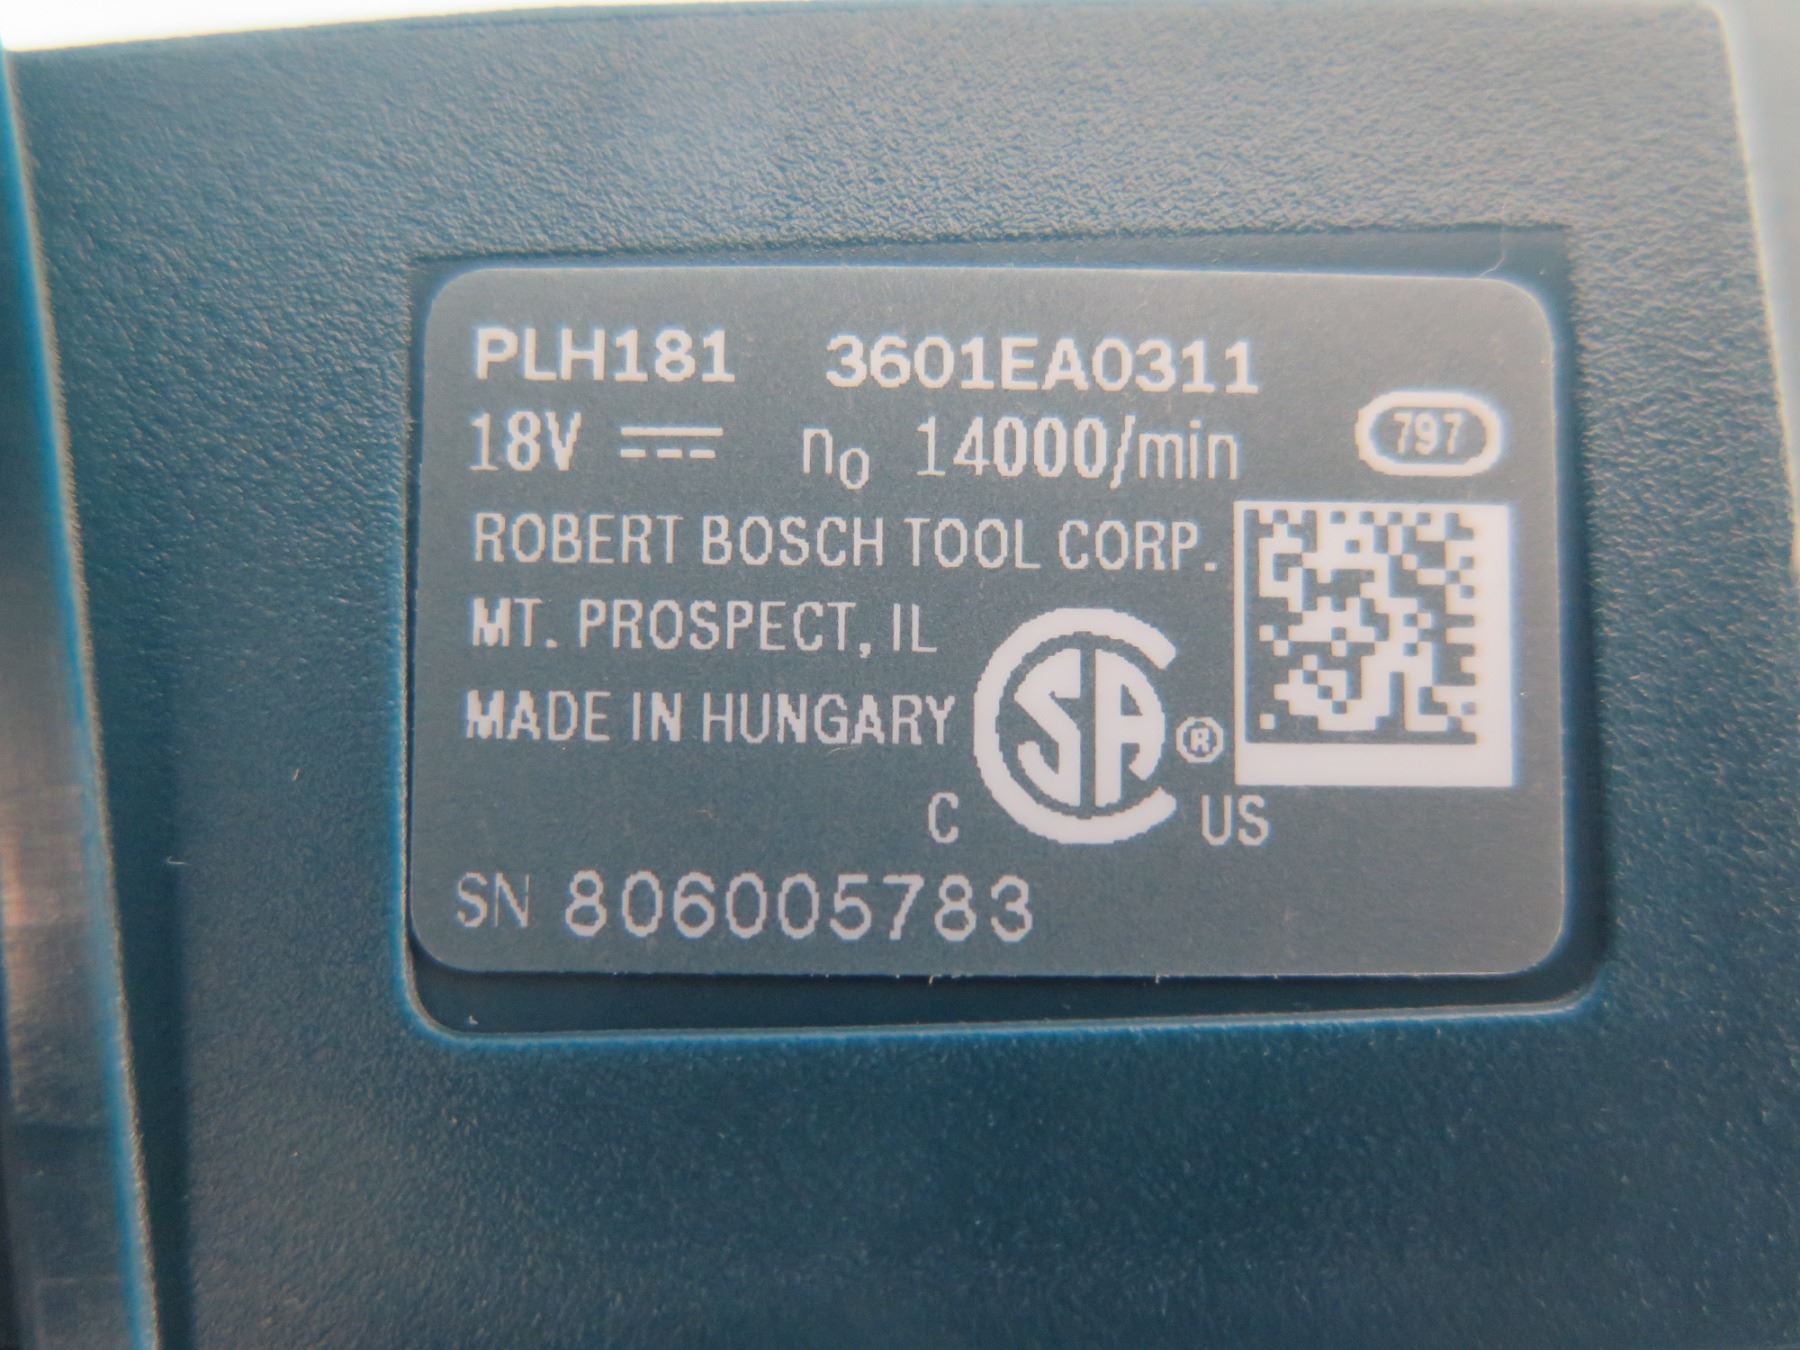 PLH181 3601EA0311
18V n0 14000/min
797
ROBERT BOSCH TOOL CORP.
MT. PROSPECT, IL
MADE IN HUNGARY
SA ®
C US
SN 806005783